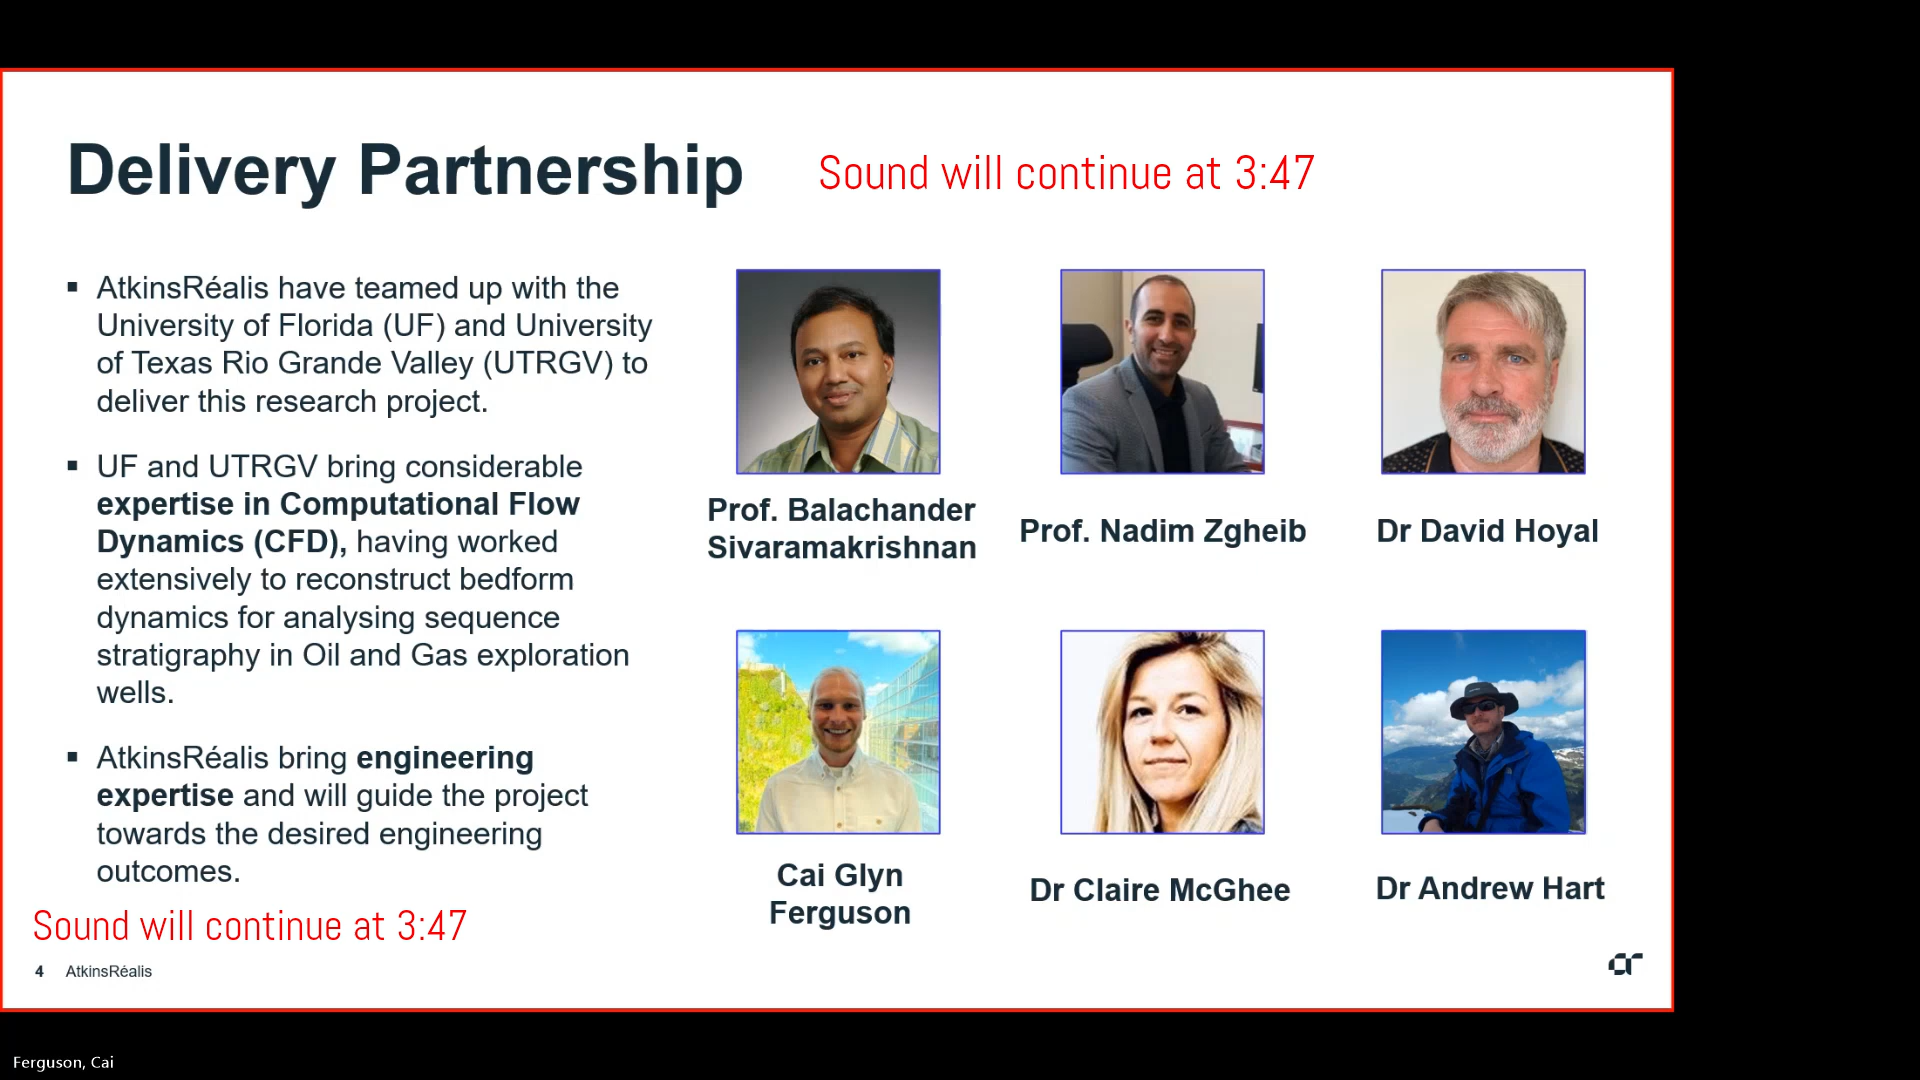 Delivery Partnership
Sound will continue at 3:47
▪ AtkinsRéalis have teamed up with the
University of Florida (UF) and University
of Texas Rio Grande Valley (UTRGV) to
deliver this research project.
▪ UF and UTRGV bring considerable
expertise in Computational Flow
Dynamics (CFD), having worked
extensively to reconstruct bedform
dynamics for analysing sequence
stratigraphy in Oil and Gas exploration
wells.
▪ AtkinsRéalis bring engineering
expertise and will guide the project
towards the desired engineering
outcomes.
Prof. Balachander
Sivaramakrishnan
Prof. Nadim Zgheib
Dr David Hoyal
Cai Glyn
Ferguson
Dr Claire McGhee
Dr Andrew Hart
Sound will continue at 3:47
4 AtkinsRéalis
Ferguson, Cai